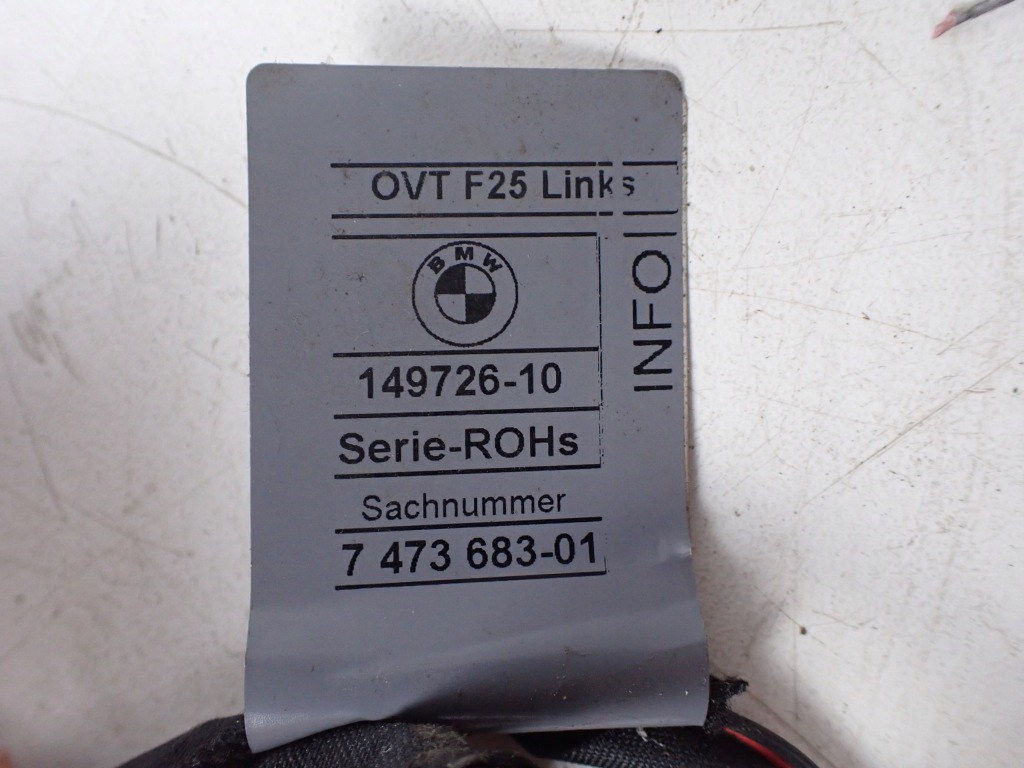 OVT F25 Links
INFO
BMW
149726-10
Serie-ROHs
Sachnummer
7 473 683-01